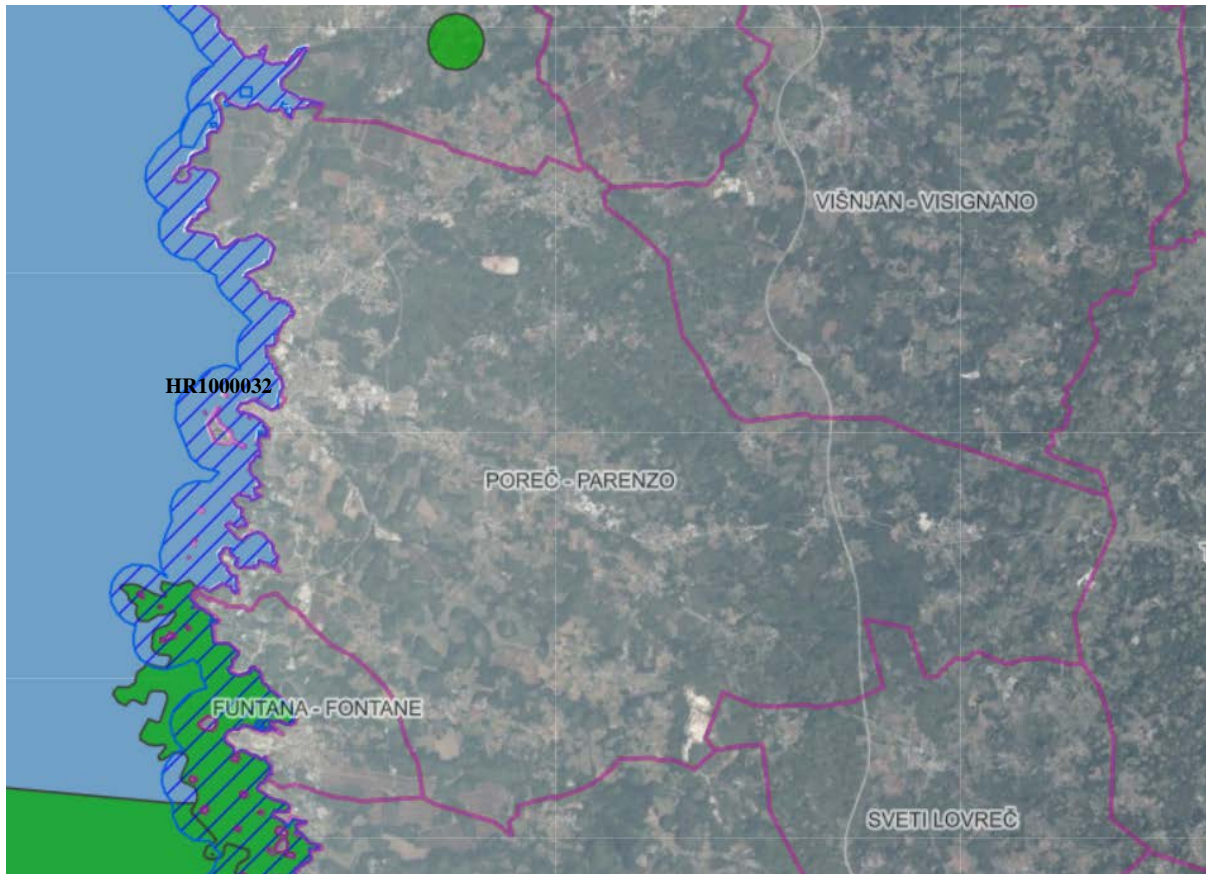 VIŠNJAN - VISIGNANO
HR1000032
POREČ - PARENZO
FUNTANA - FONTANE
SVETI LOVREČ